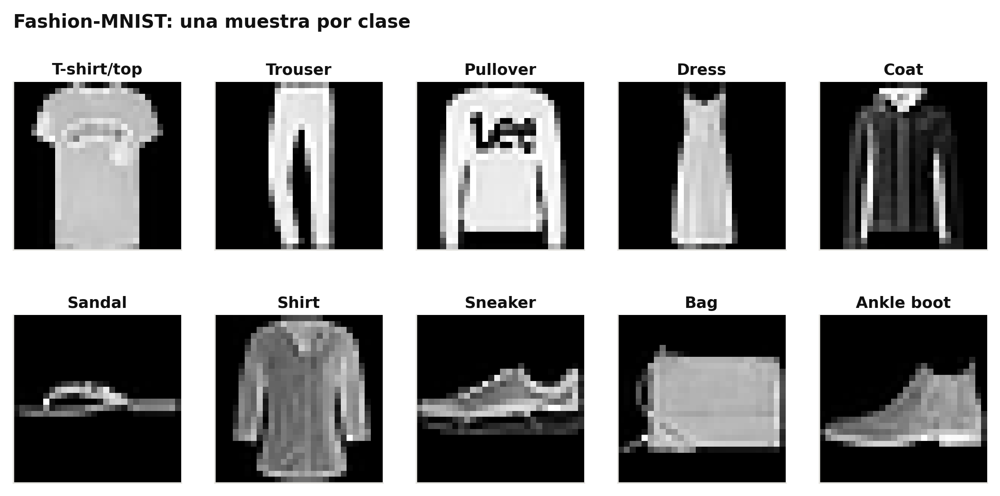 Fashion-MNIST: una muestra por clase
T-shirt/top
Trouser
Pullover
Dress
Coat
Sandal
Shirt
Sneaker
Bag
Ankle boot